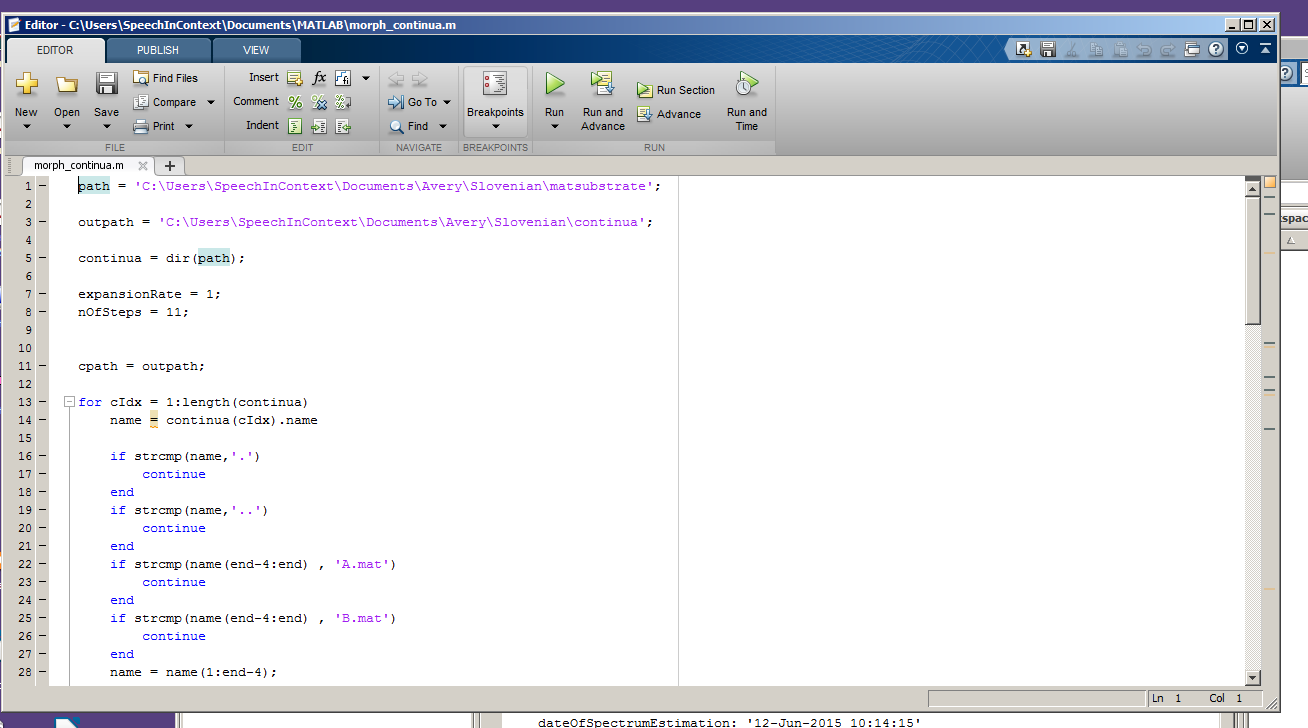 Editor - C:\Users\SpeechInContext\Documents\MATLAB\morph_continua.m
EDITOR PUBLISH VIEW
New Open Save Find Files Compare Print
Insert fx
Comment %
Indent
Go To
Find
Breakpoints
Run Run and Advance Run Section Advance Run and Time
FILE EDIT NAVIGATE BREAKPOINTS RUN
morph_continua.m
1 path = 'C:\Users\SpeechInContext\Documents\Avery\Slovenian\matsubstrate';
2
3 outpath = 'C:\Users\SpeechInContext\Documents\Avery\Slovenian\continua';
4
5 continua = dir(path);
6
7 expansionRate = 1;
8 nOfSteps = 11;
9
10
11 cpath = outpath;
12
13 for cIdx = 1:length(continua)
14 name = continua(cIdx).name
15
16 if strcmp(name,'.')
17 continue
18 end
19 if strcmp(name,'..')
20 continue
21 end
22 if strcmp(name(end-4:end) , 'A.mat')
23 continue
24 end
25 if strcmp(name(end-4:end) , 'B.mat')
26 continue
27 end
28 name = name(1:end-4);
Ln 1 Col 1
dateOfSpectrumEstimation: '12-Jun-2015 10:14:15'